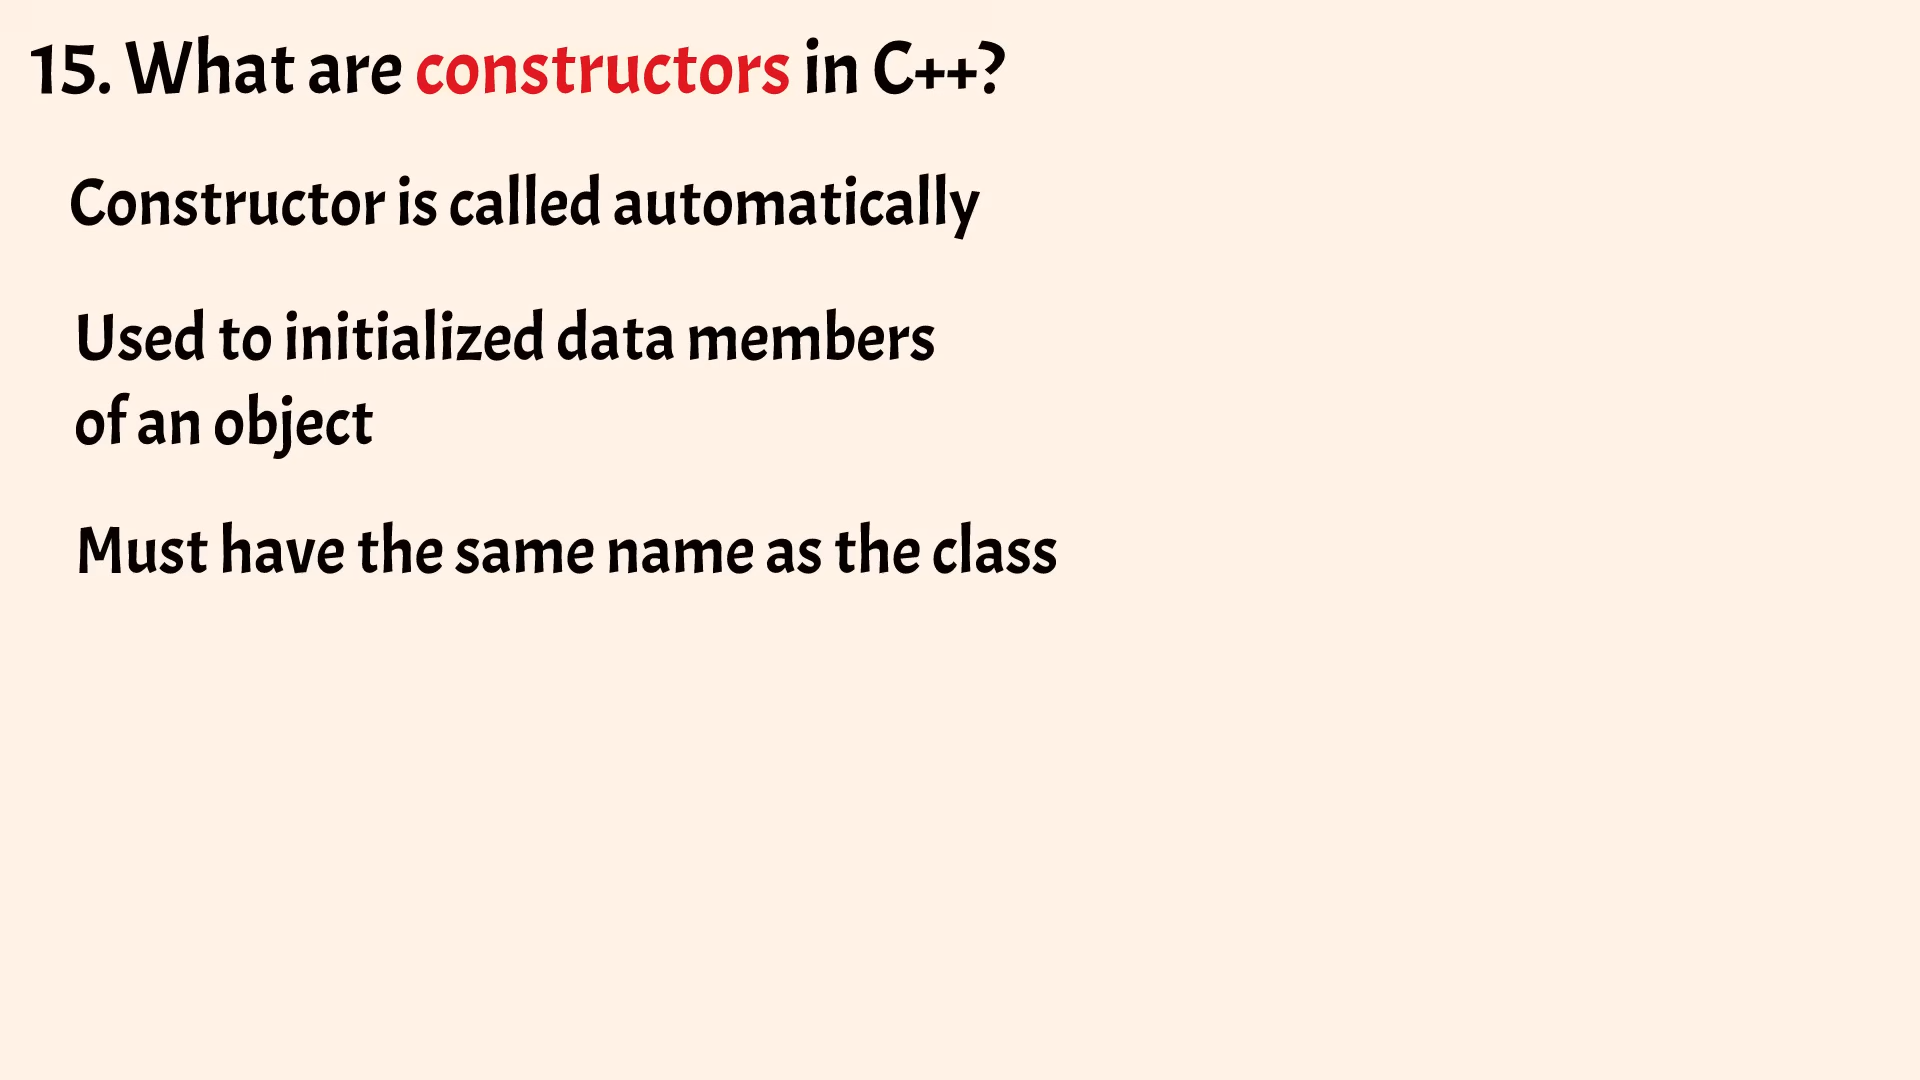 15. What are constructors in C++?
Constructor is called automatically
Used to initialized data members
of an object
Must have the same name as the class